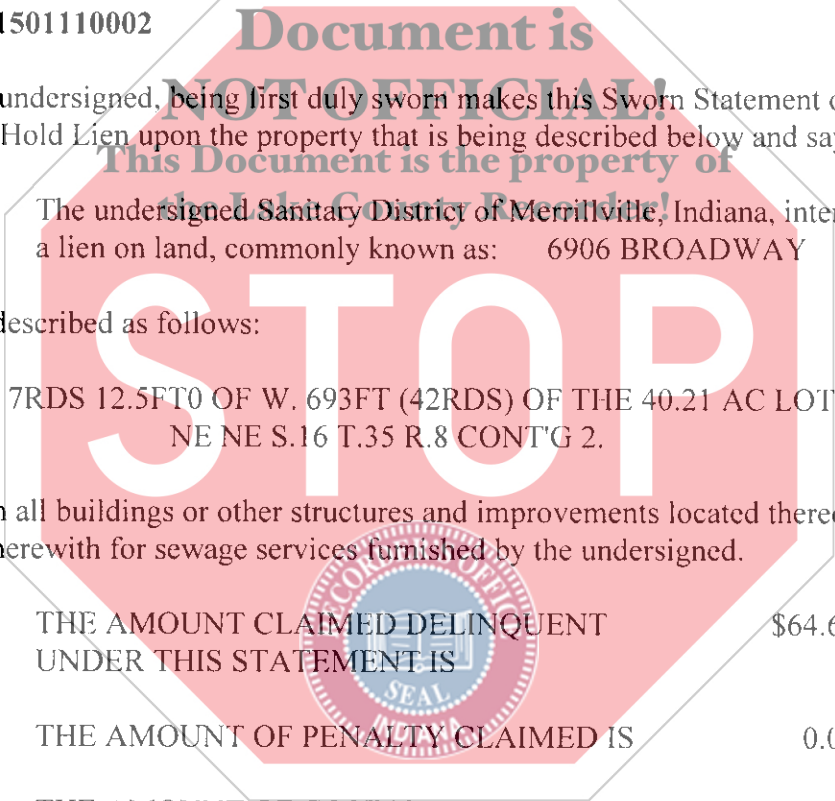 1501110002
Document is
NOT OFFICIAL!
undersigned, being first duly sworn makes this Sworn Statement
Hold Lien upon the property that is being described below and
This Document is the property of
the Lake County Recorder!
The undersigned Sanitary District of Merrillville, Indiana,
a lien on land, commonly known as: 6906 BROADWAY
STOP
described as follows:
7RDS 12.5FT0 OF W. 693FT (42RDS) OF THE 40.21 AC LOT
NE NE S.16 T.35 R.8 CONT'G 2.
all buildings or other structures and improvements located
for sewage services furnished by the undersigned.
RECORDER'S OFFICE
THE AMOUNT CLAIMED DELINQUENT $64.6
UNDER THIS STATEMENT IS
SEAL
INDIANA
THE AMOUNT OF PENALTY CLAIMED IS 0.0